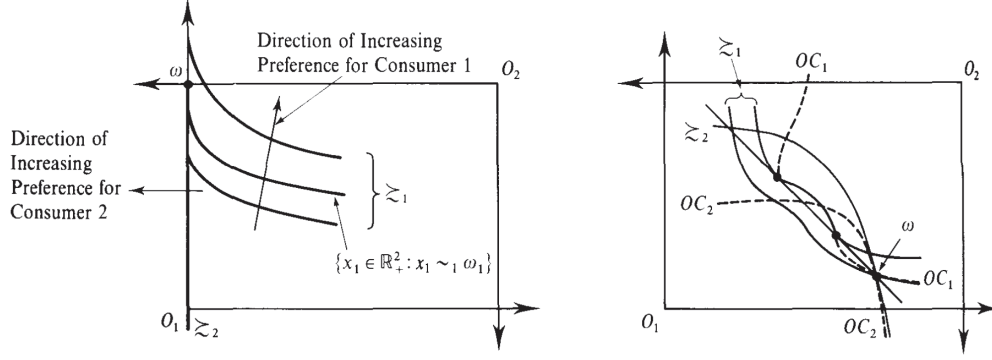 Direction of Increasing
Preference for Consumer 1
ω
O₂
Direction of
Increasing
Preference for
Consumer 2
≿₁
{x₁ ∈ ℝ²₊ : x₁ ~₁ ω₁}
O₁
≿₂
≿₁
OC₁
O₂
≿₂
OC₂
ω
OC₁
O₁
OC₂